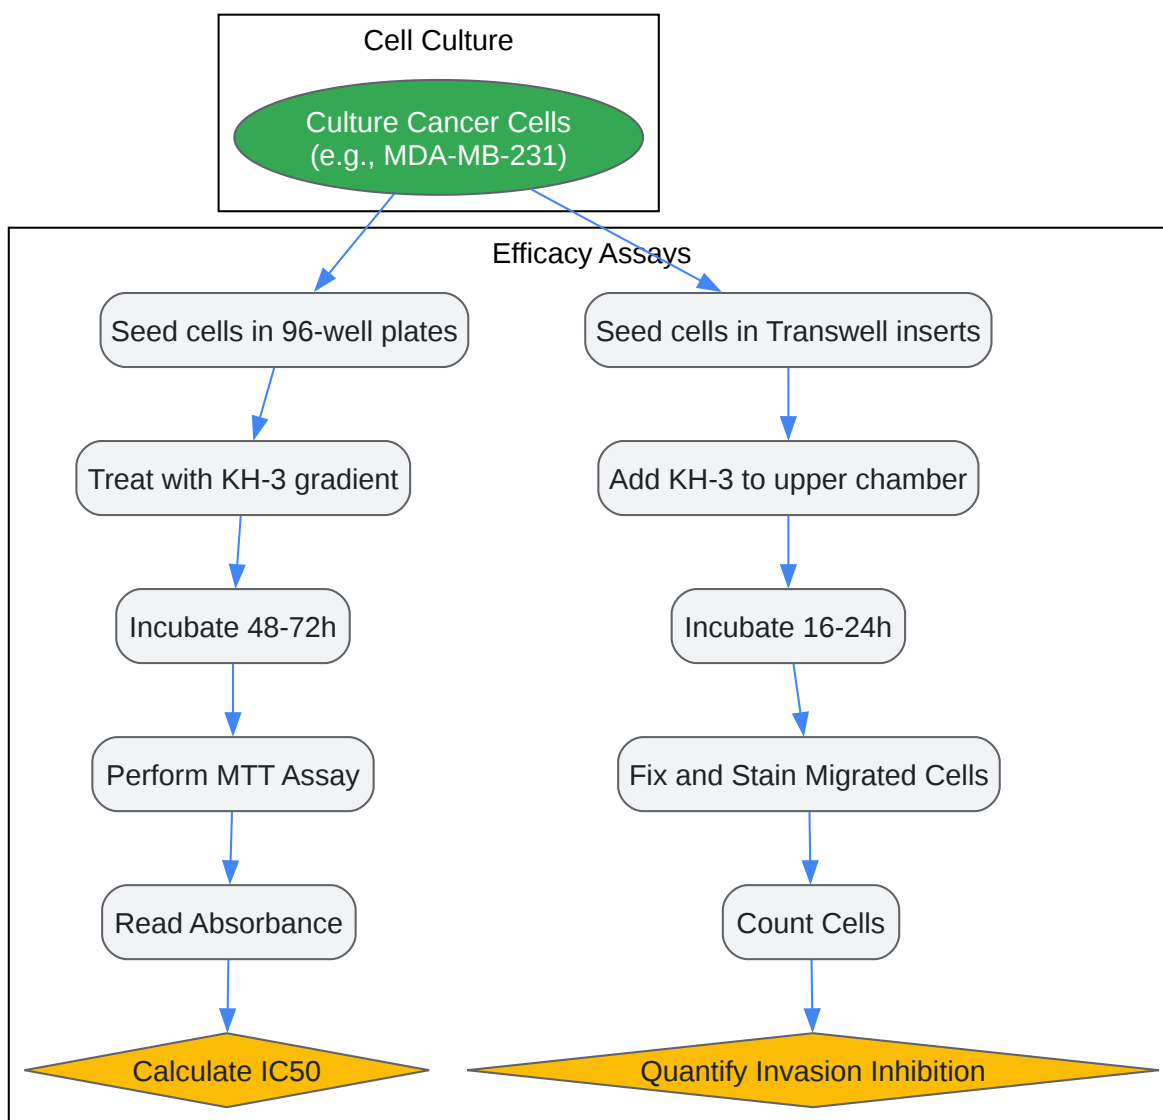 Cell Culture
Culture Cancer Cells
(e.g., MDA-MB-231)
Efficacy Assays
Seed cells in 96-well plates
Treat with KH-3 gradient
Incubate 48-72h
Perform MTT Assay
Read Absorbance
Calculate IC50
Seed cells in Transwell inserts
Add KH-3 to upper chamber
Incubate 16-24h
Fix and Stain Migrated Cells
Count Cells
Quantify Invasion Inhibition